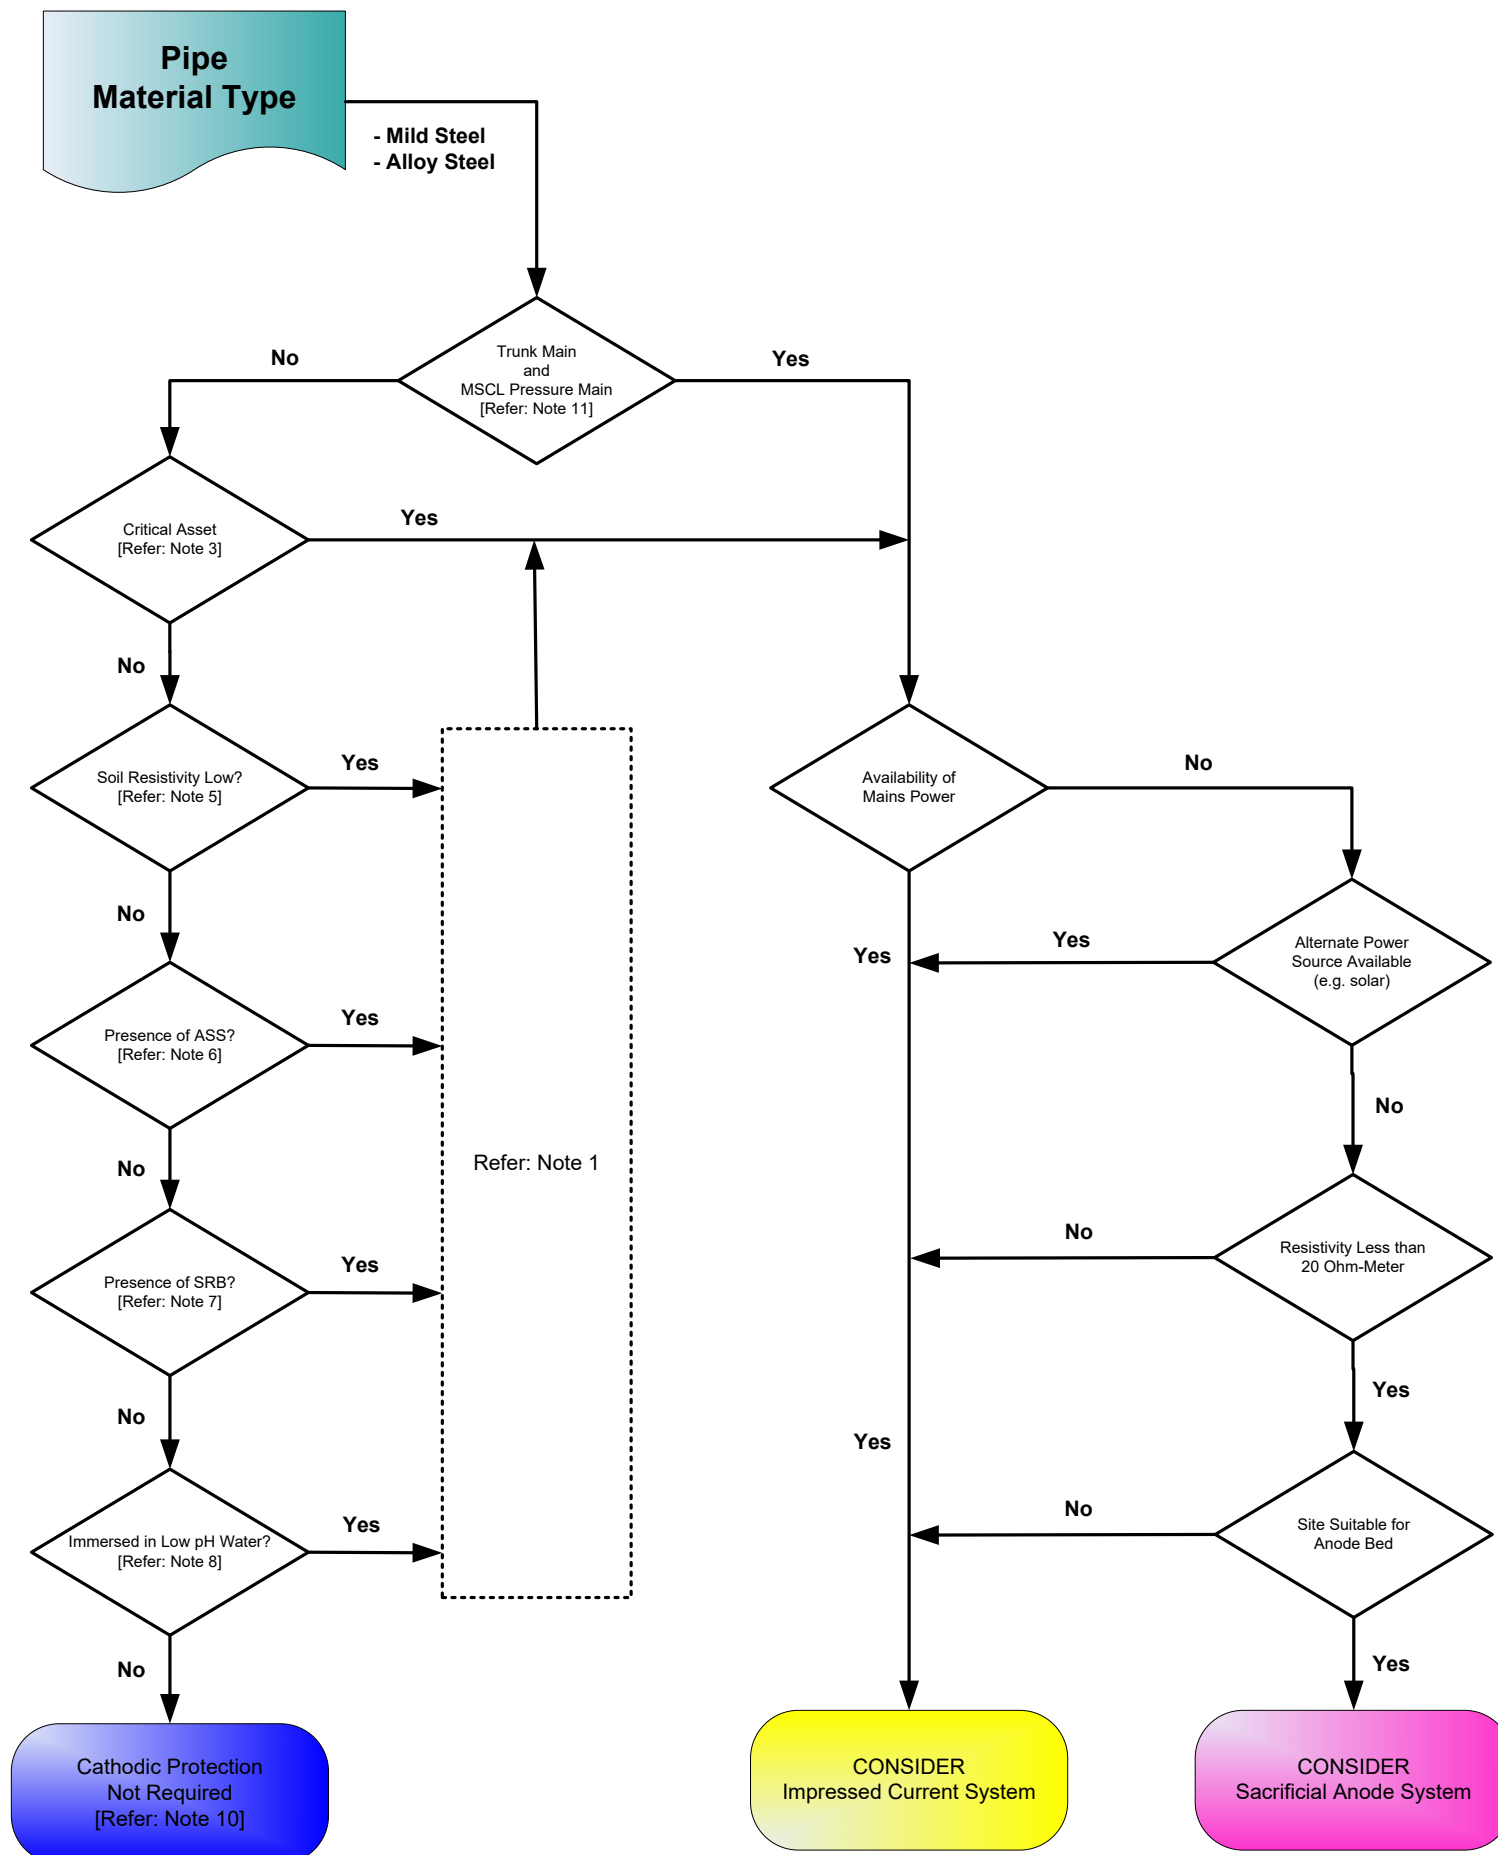 Pipe
Material Type
- Mild Steel
- Alloy Steel
Trunk Main
and
MSCL Pressure Main
[Refer: Note 11]
No
Yes
Critical Asset
[Refer: Note 3]
Yes
No
Soil Resistivity Low?
[Refer: Note 5]
Yes
Availability of
Mains Power
No
No
Yes
Yes
Alternate Power
Source Available
(e.g. solar)
Presence of ASS?
[Refer: Note 6]
Yes
No
No
Refer: Note 1
Presence of SRB?
[Refer: Note 7]
Yes
No
Resistivity Less than
20 Ohm-Meter
No
Yes
Yes
Immersed in Low pH Water?
[Refer: Note 8]
Yes
No
Site Suitable for
Anode Bed
No
Yes
Cathodic Protection
Not Required
[Refer: Note 10]
CONSIDER
Impressed Current System
CONSIDER
Sacrificial Anode System